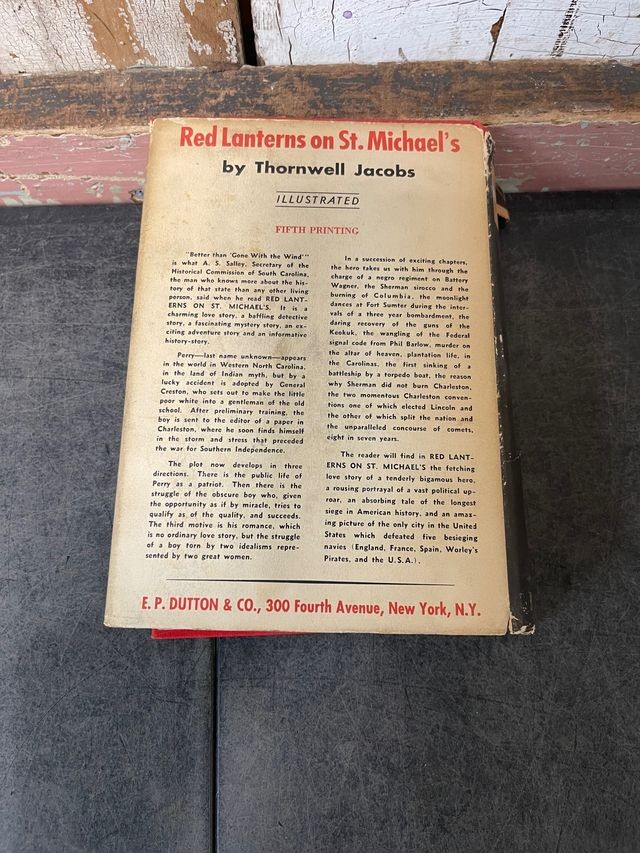 Red Lanterns on St. Michael's
by Thornwell Jacobs
ILLUSTRATED
FIFTH PRINTING
"Better than 'Gone With the Wind'"
is what A. S. Salley, Secretary of the
Historical Commission of South Carolina,
the man who knows more about the his-
tory of that state than any other living
person, said when he read RED LANT-
ERNS ON ST. MICHAEL'S. It is a
charming love story, a baffling detective
story, a fascinating mystery story, an ex-
citing adventure story and an informative
history-story.
Perry—last name unknown—appears
in the world in Western North Carolina,
in the land of Indian myth, but by a
lucky accident is adopted by General
Creston, who sets out to make the little
poor white into a gentleman of the old
school. After preliminary training, the
boy is sent to the editor of a paper in
Charleston, where he soon finds himself
in the storm and stress that preceded
the war for Southern Independence.
The plot now develops in three
directions. There is the public life of
Perry as a patriot. Then there is the
struggle of the obscure boy who, given
the opportunity as if by miracle, tries to
qualify as of the quality, and succeeds.
The third motive is his romance, which
is no ordinary love story, but the struggle
of a boy torn by two idealisms repre-
sented by two great women.
In a succession of exciting chapters,
the hero takes us with him through the
charge of a negro regiment on Battery
Wagner, the Sherman sirocco and the
burning of Columbia, the moonlight
dances at Fort Sumter during the inter-
vals of a three year bombardment, the
daring recovery of the guns of the
Keokuk, the wangling of the Federal
signal code from Phil Barlow, murder on
the altar of heaven, plantation life, in
the Carolinas, the first sinking of a
battleship by a torpedo boat, the reason
why Sherman did not burn Charleston,
the two momentous Charleston conven-
tions one of which elected Lincoln and
the other of which split the nation and
the unparalleled concourse of comets,
eight in seven years.
The reader will find in RED LANT-
ERNS ON ST. MICHAEL'S the fetching
love story of a tenderly bigamous hero,
a rousing portrayal of a vast political up-
roar, an absorbing tale of the longest
siege in American history, and an amaz-
ing picture of the only city in the United
States which defeated five besieging
navies (England, France, Spain, Worley's
Pirates, and the U.S.A.).
E. P. DUTTON & CO., 300 Fourth Avenue, New York, N.Y.